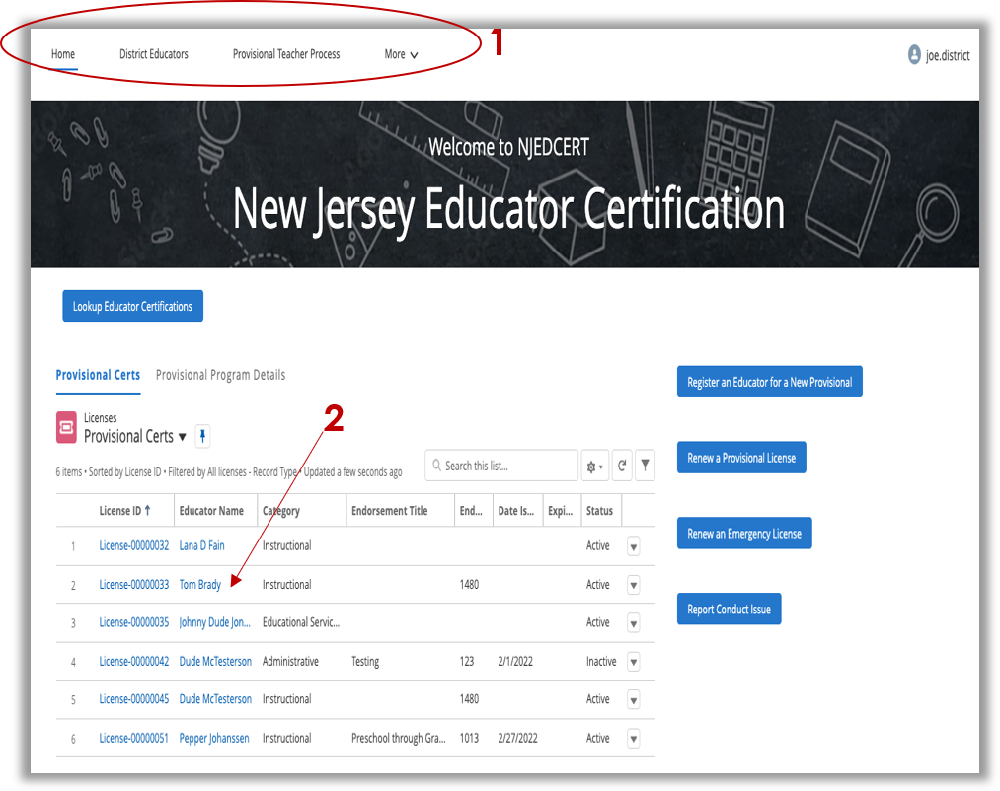 Home District Educators Provisional Teacher Process More 1 joe.district
Welcome to NJEDCERT
New Jersey Educator Certification
Lookup Educator Certifications
Provisional Certs Provisional Program Details
Register an Educator for a New Provisional
2
Licenses
Provisional Certs
6 items • Sorted by License ID • Filtered by All licenses - Record Type • Updated a few seconds ago
Search this list...
Renew a Provisional License
License ID ↑ Educator Name Category Endorsement Title End... Date Is... Expi... Status
1 License-00000032 Lana D Fain Instructional Active
Renew an Emergency License
2 License-00000033 Tom Brady Instructional 1480 Active
Report Conduct Issue
3 License-00000035 Johnny Dude Jon... Educational Servic... Active
4 License-00000042 Dude McTesterson Administrative Testing 123 2/1/2022 Inactive
5 License-00000045 Dude McTesterson Instructional 1480 Active
6 License-00000051 Pepper Johanssen Instructional Preschool through Gra... 1013 2/27/2022 Active